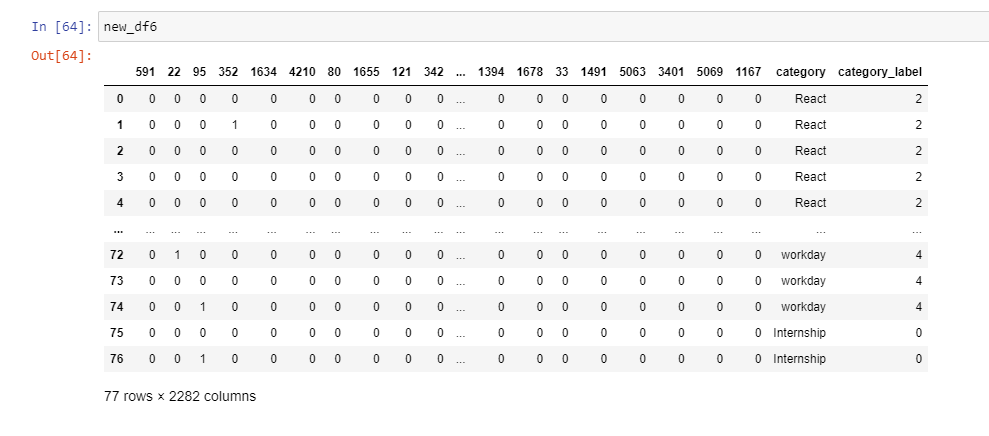 In [64]: new_df6
Out[64]:
591 22 95 352 1634 4210 80 1655 121 342 ... 1394 1678 33 1491 5063 3401 5069 1167 category category_label
0 0 0 0 0 0 0 0 0 0 0 ... 0 0 0 0 0 0 0 0 React 2
1 0 0 0 1 0 0 0 0 0 0 ... 0 0 0 0 0 0 0 0 React 2
2 0 0 0 0 0 0 0 0 0 0 ... 0 0 0 0 0 0 0 0 React 2
3 0 0 0 0 0 0 0 0 0 0 ... 0 0 0 0 0 0 0 0 React 2
4 0 0 0 0 0 0 0 0 0 0 ... 0 0 0 0 0 0 0 0 React 2
... ... ... ... ... ... ... ... ... ... ... ... ... ... ... ... ... ... ... ... ... ...
72 0 1 0 0 0 0 0 0 0 0 ... 0 0 0 0 0 0 0 0 workday 4
73 0 0 0 0 0 0 0 0 0 0 ... 0 0 0 0 0 0 0 0 workday 4
74 0 0 1 0 0 0 0 0 0 0 ... 0 0 0 0 0 0 0 0 workday 4
75 0 0 0 0 0 0 0 0 0 0 ... 0 0 0 0 0 0 0 0 Internship 0
76 0 0 1 0 0 0 0 0 0 0 ... 0 0 0 0 0 0 0 0 Internship 0
77 rows × 2282 columns